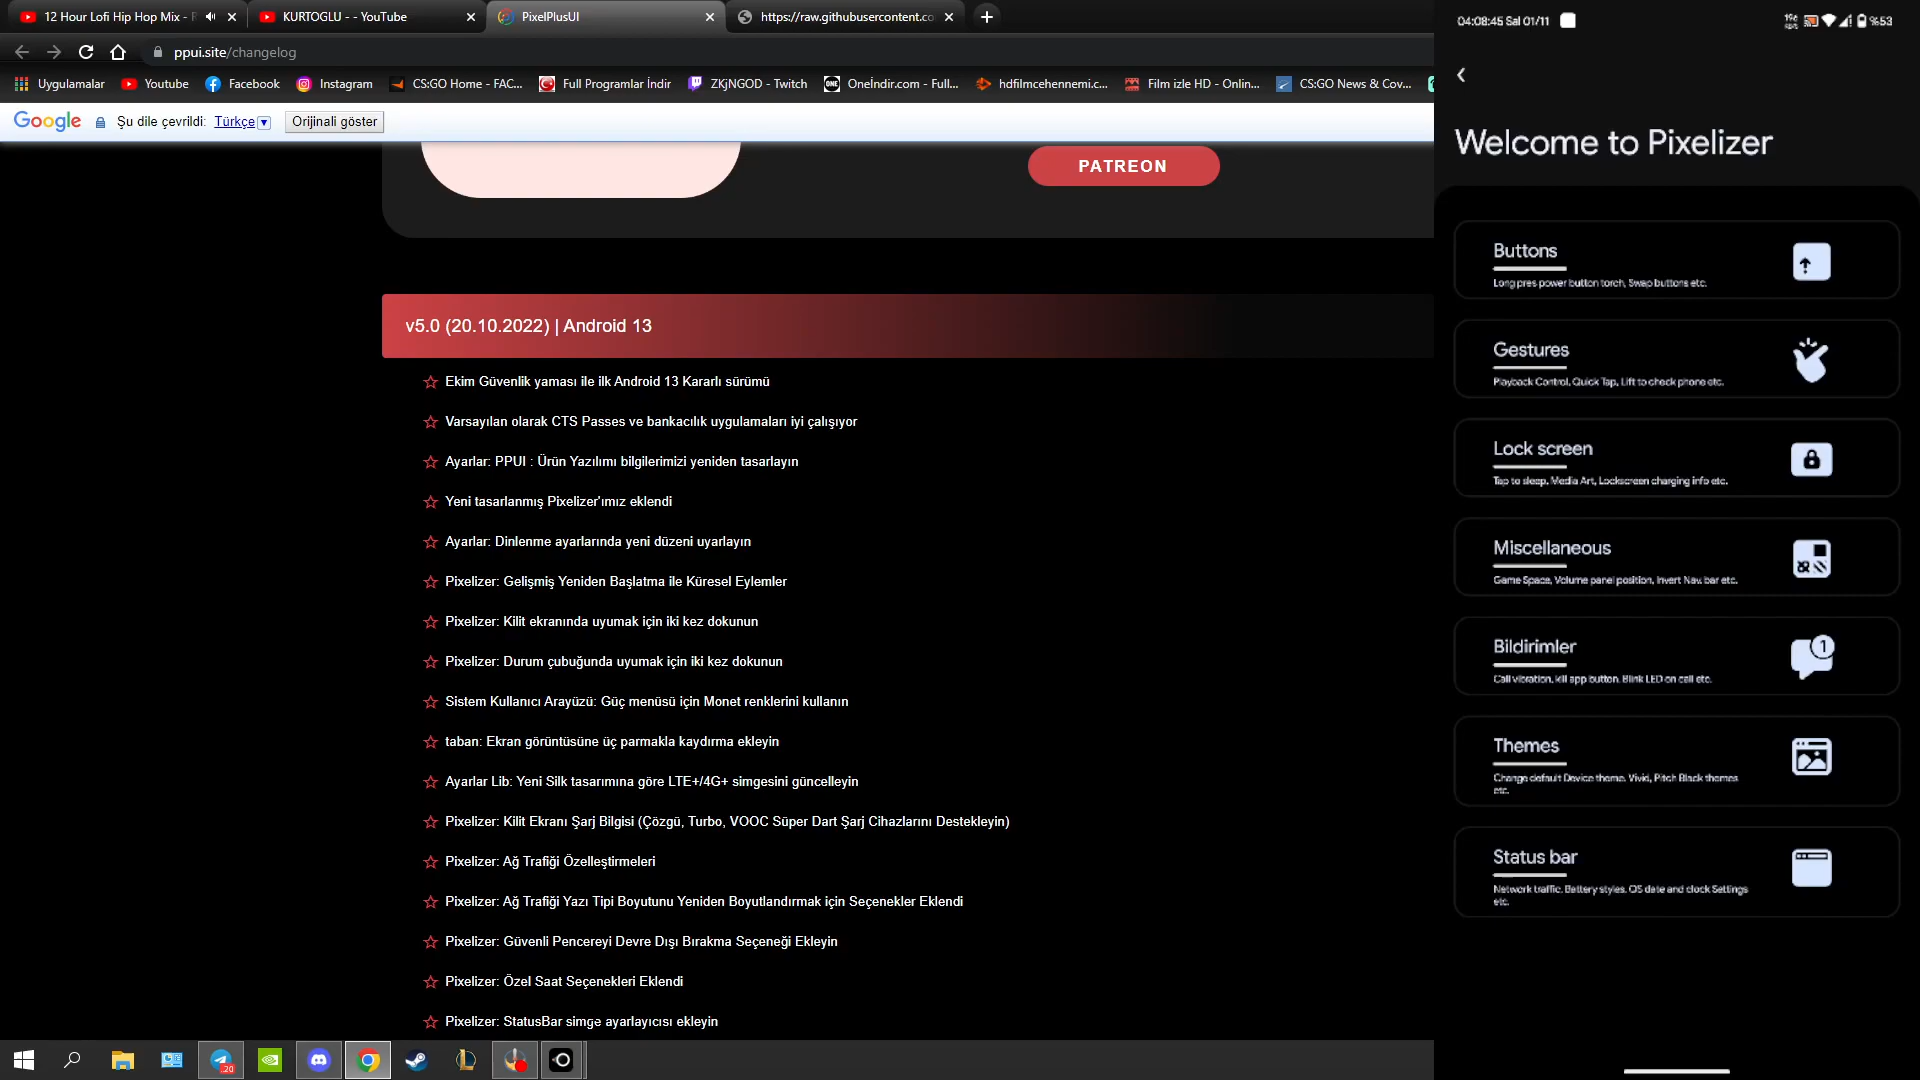 12 Hour Lofi Hip Hop Mix -
KURTOGLU - - YouTube
PixelPlusUI
https://raw.githubusercontent.co
ppui.site/changelog
Uygulamalar
Youtube
Facebook
Instagram
CS:GO Home - FAC...
Full Programlar İndir
ZKjNGOD - Twitch
Oneİndir.com - Full...
hdfilmcehennemi.c...
Film izle HD - Onlin...
CS:GO News & Cov...
Google
Şu dile çevrildi:
Türkçe
Orijinali göster
PATREON
v5.0 (20.10.2022) | Android 13
Ekim Güvenlik yaması ile ilk Android 13 Kararlı sürümü
Varsayılan olarak CTS Passes ve bankacılık uygulamaları iyi çalışıyor
Ayarlar: PPUI : Ürün Yazılımı bilgilerimizi yeniden tasarlayın
Yeni tasarlanmış Pixelizer'ımız eklendi
Ayarlar: Dinlenme ayarlarında yeni düzeni uyarlayın
Pixelizer: Gelişmiş Yeniden Başlatma ile Küresel Eylemler
Pixelizer: Kilit ekranında uyumak için iki kez dokunun
Pixelizer: Durum çubuğunda uyumak için iki kez dokunun
Sistem Kullanıcı Arayüzü: Güç menüsü için Monet renklerini kullanın
taban: Ekran görüntüsüne üç parmakla kaydırma ekleyin
Ayarlar Lib: Yeni Silk tasarımına göre LTE+/4G+ simgesini güncelleyin
Pixelizer: Kilit Ekranı Şarj Bilgisi (Çözgü, Turbo, VOOC Süper Dart Şarj Cihazlarını Destekleyin)
Pixelizer: Ağ Trafiği Özelleştirmeleri
Pixelizer: Ağ Trafiği Yazı Tipi Boyutunu Yeniden Boyutlandırmak için Seçenekler Eklendi
Pixelizer: Güvenli Pencereyi Devre Dışı Bırakma Seçeneği Ekleyin
Pixelizer: Özel Saat Seçenekleri Eklendi
Pixelizer: StatusBar simge ayarlayıcısı ekleyin
20
04:08:45 Sal 01/11
%53
Welcome to Pixelizer
Buttons
Long pres power button torch, Swap buttons etc.
Gestures
Playback Control, Quick Tap, Lift to check phone etc.
Lock screen
Tap to sleep, Media Art, Lockscreen charging info etc.
Miscellaneous
Game Space, Volume panel position, Invert Nav bar etc.
Bildirimler
1
Call vibration, kill app button, Blink LED on call etc.
Themes
Change default Device theme, Vivid, Pitch Black themes
etc.
Status bar
Network traffic, Battery styles, QS date and clock Settings
etc.